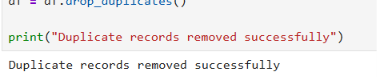 df = df.drop_duplicates()
print("Duplicate records removed successfully")
Duplicate records removed successfully